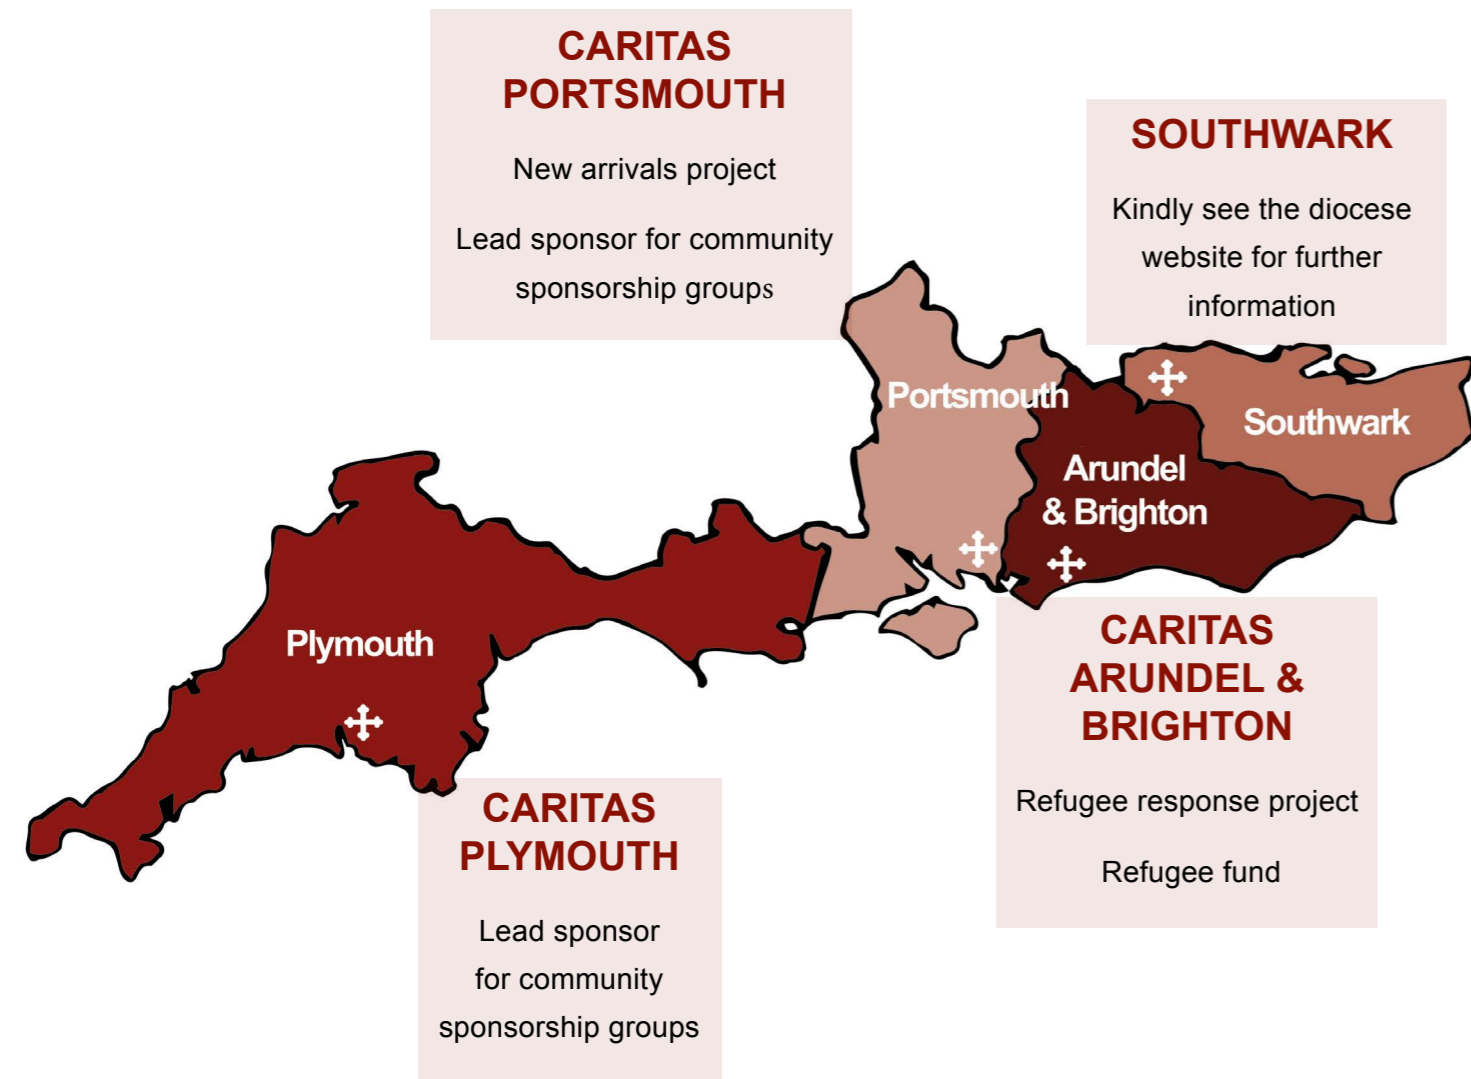 CARITAS
PORTSMOUTH
New arrivals project
Lead sponsor for community
sponsorship groups
SOUTHWARK
Kindly see the diocese
website for further
information
Portsmouth
Southwark
Arundel
& Brighton
Plymouth
CARITAS
ARUNDEL &
BRIGHTON
Refugee response project
Refugee fund
CARITAS
PLYMOUTH
Lead sponsor
for community
sponsorship groups